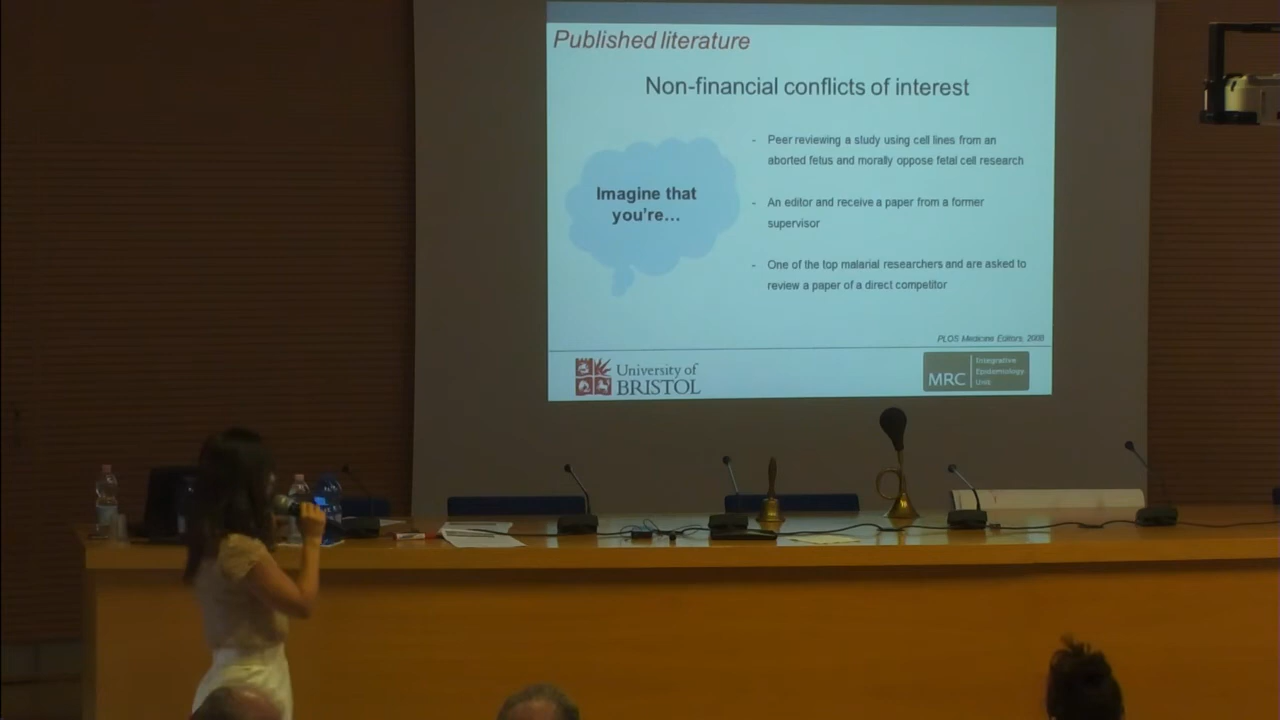 Published literature
Non-financial conflicts of interest
Imagine that
you're...
- Peer reviewing a study using cell lines from an
aborted fetus and morally oppose fetal cell research
- An editor and receive a paper from a former
supervisor
- One of the top malarial researchers and are asked to
review a paper of a direct competitor
PLOS Medicine Editors, 2008
University of
BRISTOL
MRC
Integrative
Epidemiology
Unit